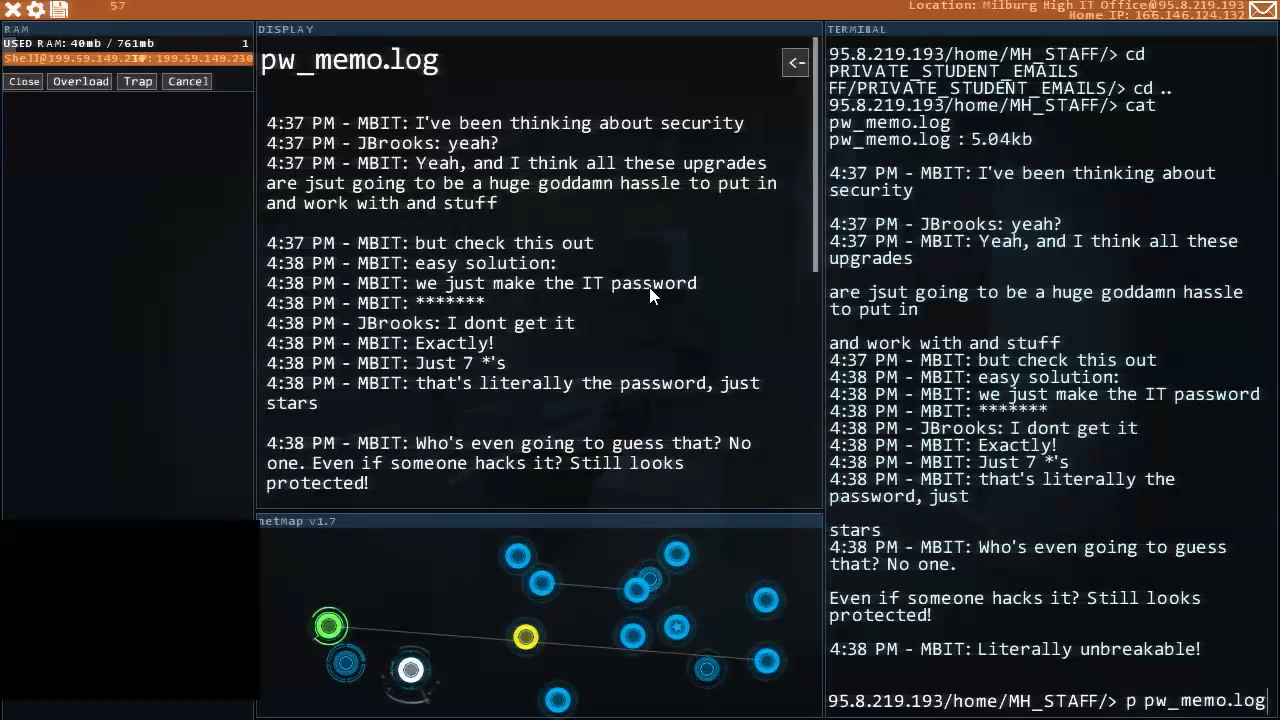 57
Location: Milburg High IT Office@95.8.219.193
Home IP: 166.146.124.132
RAM
USED RAM: 40mb / 761mb 1
Close Overload Trap Cancel
DISPLAY
pw_memo.log
<-
4:37 PM - MBIT: I've been thinking about security
4:37 PM - JBrooks: yeah?
4:37 PM - MBIT: Yeah, and I think all these upgrades
are jsut going to be a huge goddamn hassle to put in
and work with and stuff
4:37 PM - MBIT: but check this out
4:38 PM - MBIT: easy solution:
4:38 PM - MBIT: we just make the IT password
4:38 PM - MBIT: *******
4:38 PM - JBrooks: I dont get it
4:38 PM - MBIT: Exactly!
4:38 PM - MBIT: Just 7 *'s
4:38 PM - MBIT: that's literally the password, just
stars
4:38 PM - MBIT: Who's even going to guess that? No
one. Even if someone hacks it? Still looks
protected!
netMap v1.7
TERMINAL
95.8.219.193/home/MH_STAFF/> cd
PRIVATE_STUDENT_EMAILS
FF/PRIVATE_STUDENT_EMAILS/> cd ..
95.8.219.193/home/MH_STAFF/> cat
pw_memo.log
pw_memo.log : 5.04kb
4:37 PM - MBIT: I've been thinking about
security
4:37 PM - JBrooks: yeah?
4:37 PM - MBIT: Yeah, and I think all these
upgrades
are jsut going to be a huge goddamn hassle
to put in
and work with and stuff
4:37 PM - MBIT: but check this out
4:38 PM - MBIT: easy solution:
4:38 PM - MBIT: we just make the IT password
4:38 PM - MBIT: *******
4:38 PM - JBrooks: I dont get it
4:38 PM - MBIT: Exactly!
4:38 PM - MBIT: Just 7 *'s
4:38 PM - MBIT: that's literally the
password, just
stars
4:38 PM - MBIT: Who's even going to guess
that? No one.
Even if someone hacks it? Still looks
protected!
4:38 PM - MBIT: Literally unbreakable!
95.8.219.193/home/MH_STAFF/> p pw_memo.log